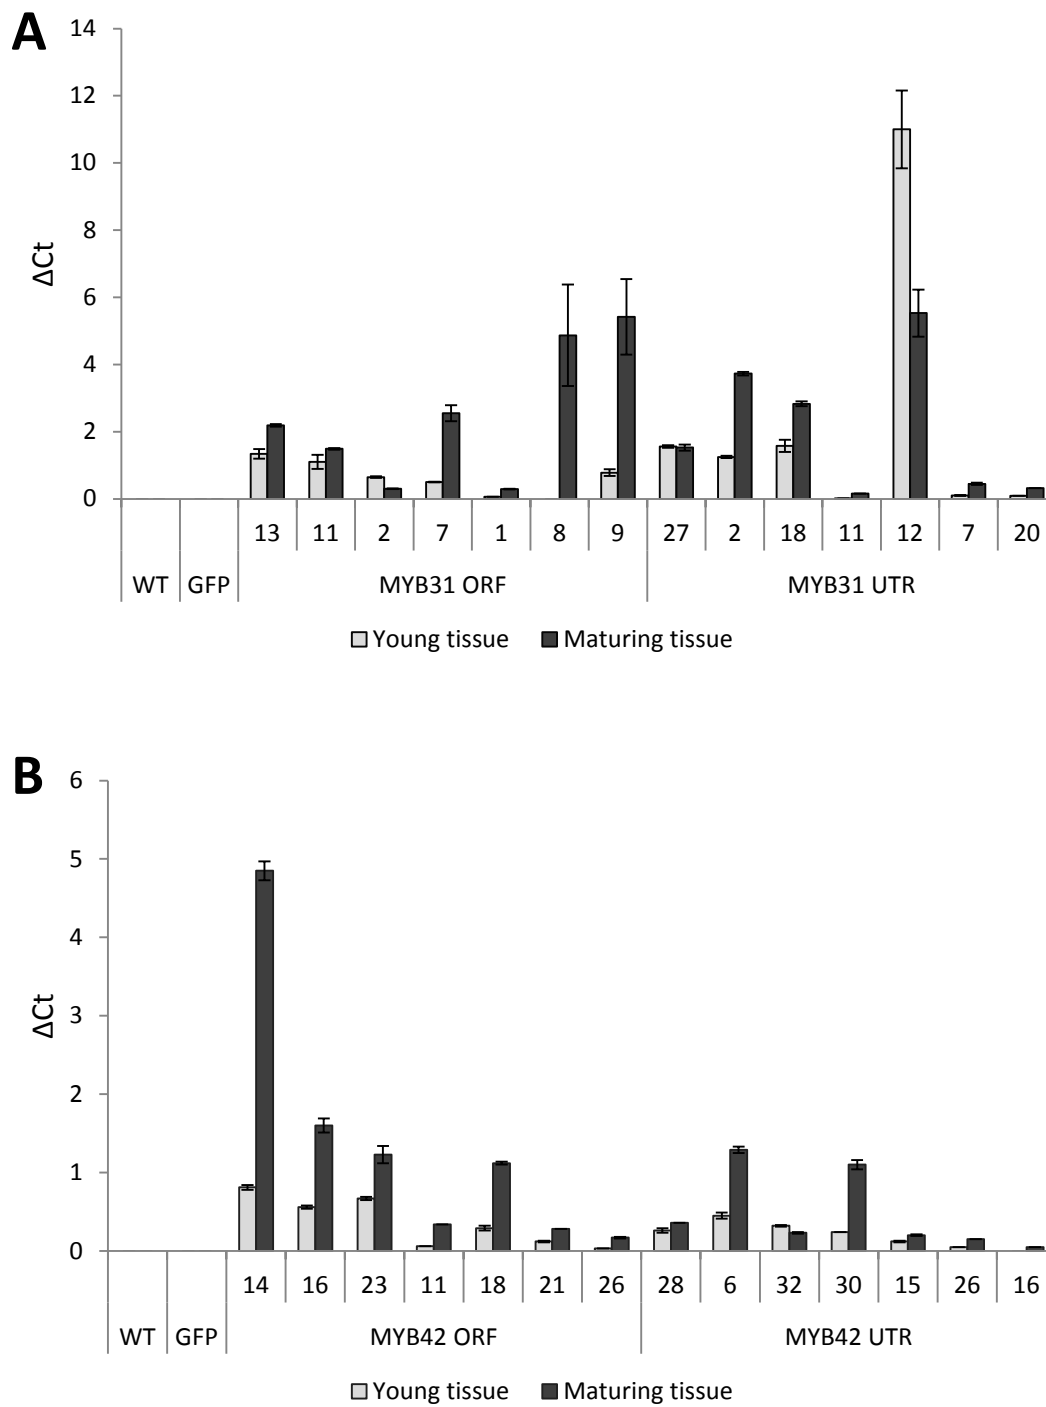 A
14
12
10
8
6
4
2
0
ΔCt
13 11 2 7 1 8 9 27 2 18 11 12 7 20
WT GFP MYB31 ORF MYB31 UTR
Young tissue Maturing tissue
B
6
5
4
3
2
1
0
ΔCt
14 16 23 11 18 21 26 28 6 32 30 15 26 16
WT GFP MYB42 ORF MYB42 UTR
Young tissue Maturing tissue